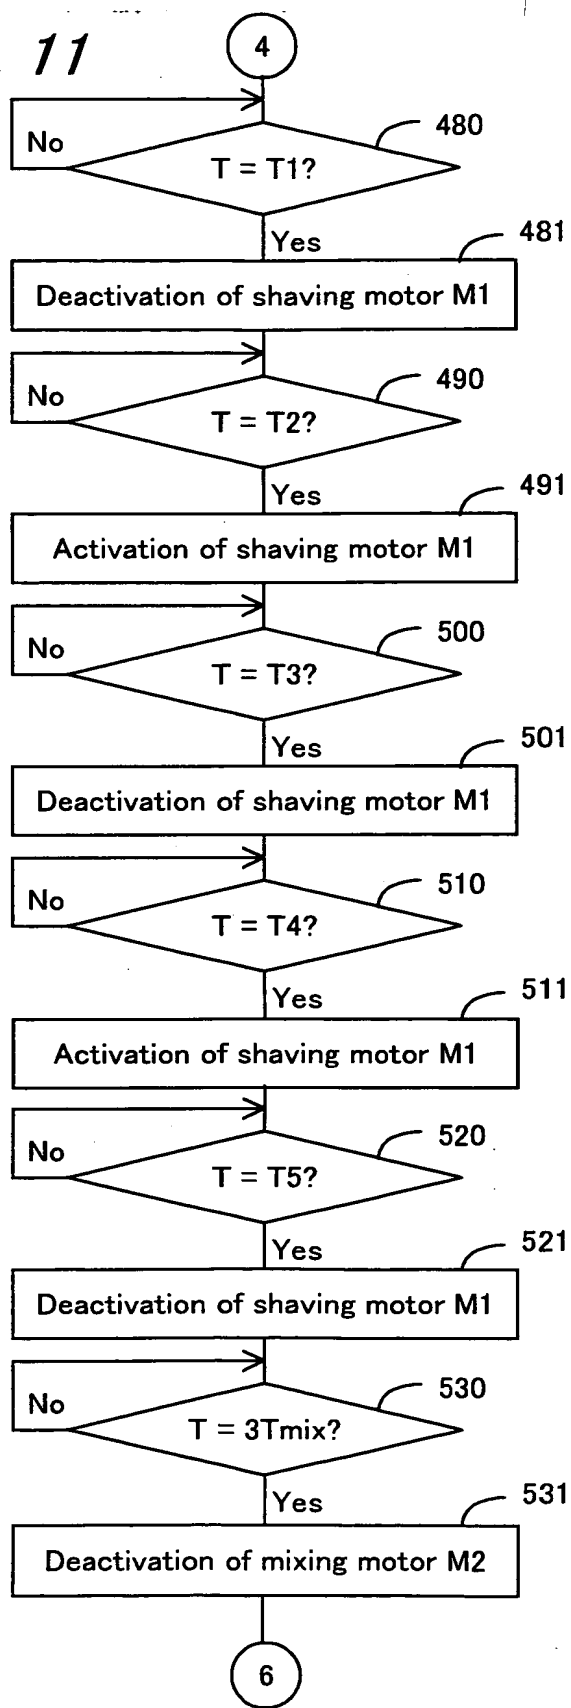 11
4
480
No
T = T1?
Yes
481
Deactivation of shaving motor M1
490
No
T = T2?
Yes
491
Activation of shaving motor M1
500
No
T = T3?
Yes
501
Deactivation of shaving motor M1
510
No
T = T4?
Yes
511
Activation of shaving motor M1
520
No
T = T5?
Yes
521
Deactivation of shaving motor M1
530
No
T = 3Tmix?
Yes
531
Deactivation of mixing motor M2
6